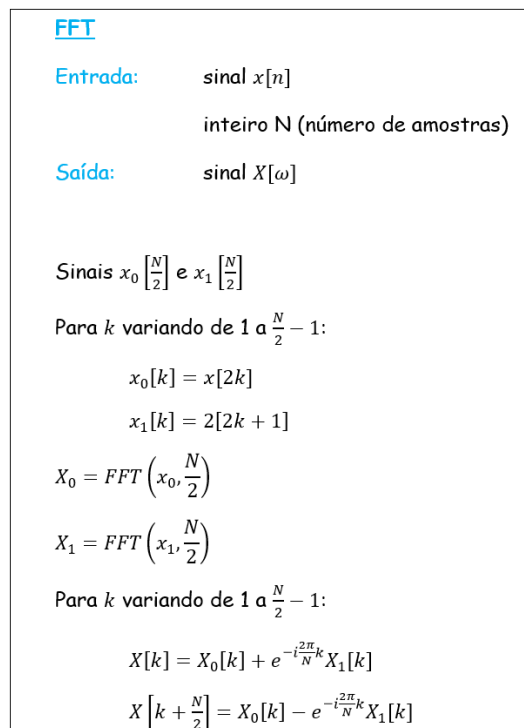 FFT
Entrada: sinal x[n]
inteiro N (número de amostras)
Saída: sinal X[ω]
Sinais x₀[N/2] e x₁[N/2]
Para k variando de 1 a N/2 − 1:
x₀[k] = x[2k]
x₁[k] = 2[2k + 1]
X₀ = FFT(x₀, N/2)
X₁ = FFT(x₁, N/2)
Para k variando de 1 a N/2 − 1:
X[k] = X₀[k] + e^(−i(2π/N)k) X₁[k]
X[k + N/2] = X₀[k] − e^(−i(2π/N)k) X₁[k]